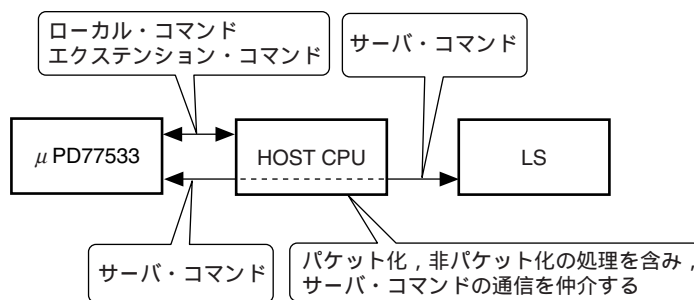 ローカル・コマンド
エクステンション・コマンド
サーバ・コマンド
μPD77533
HOST CPU
LS
サーバ・コマンド
パケット化，非パケット化の処理を含み，
サーバ・コマンドの通信を仲介する